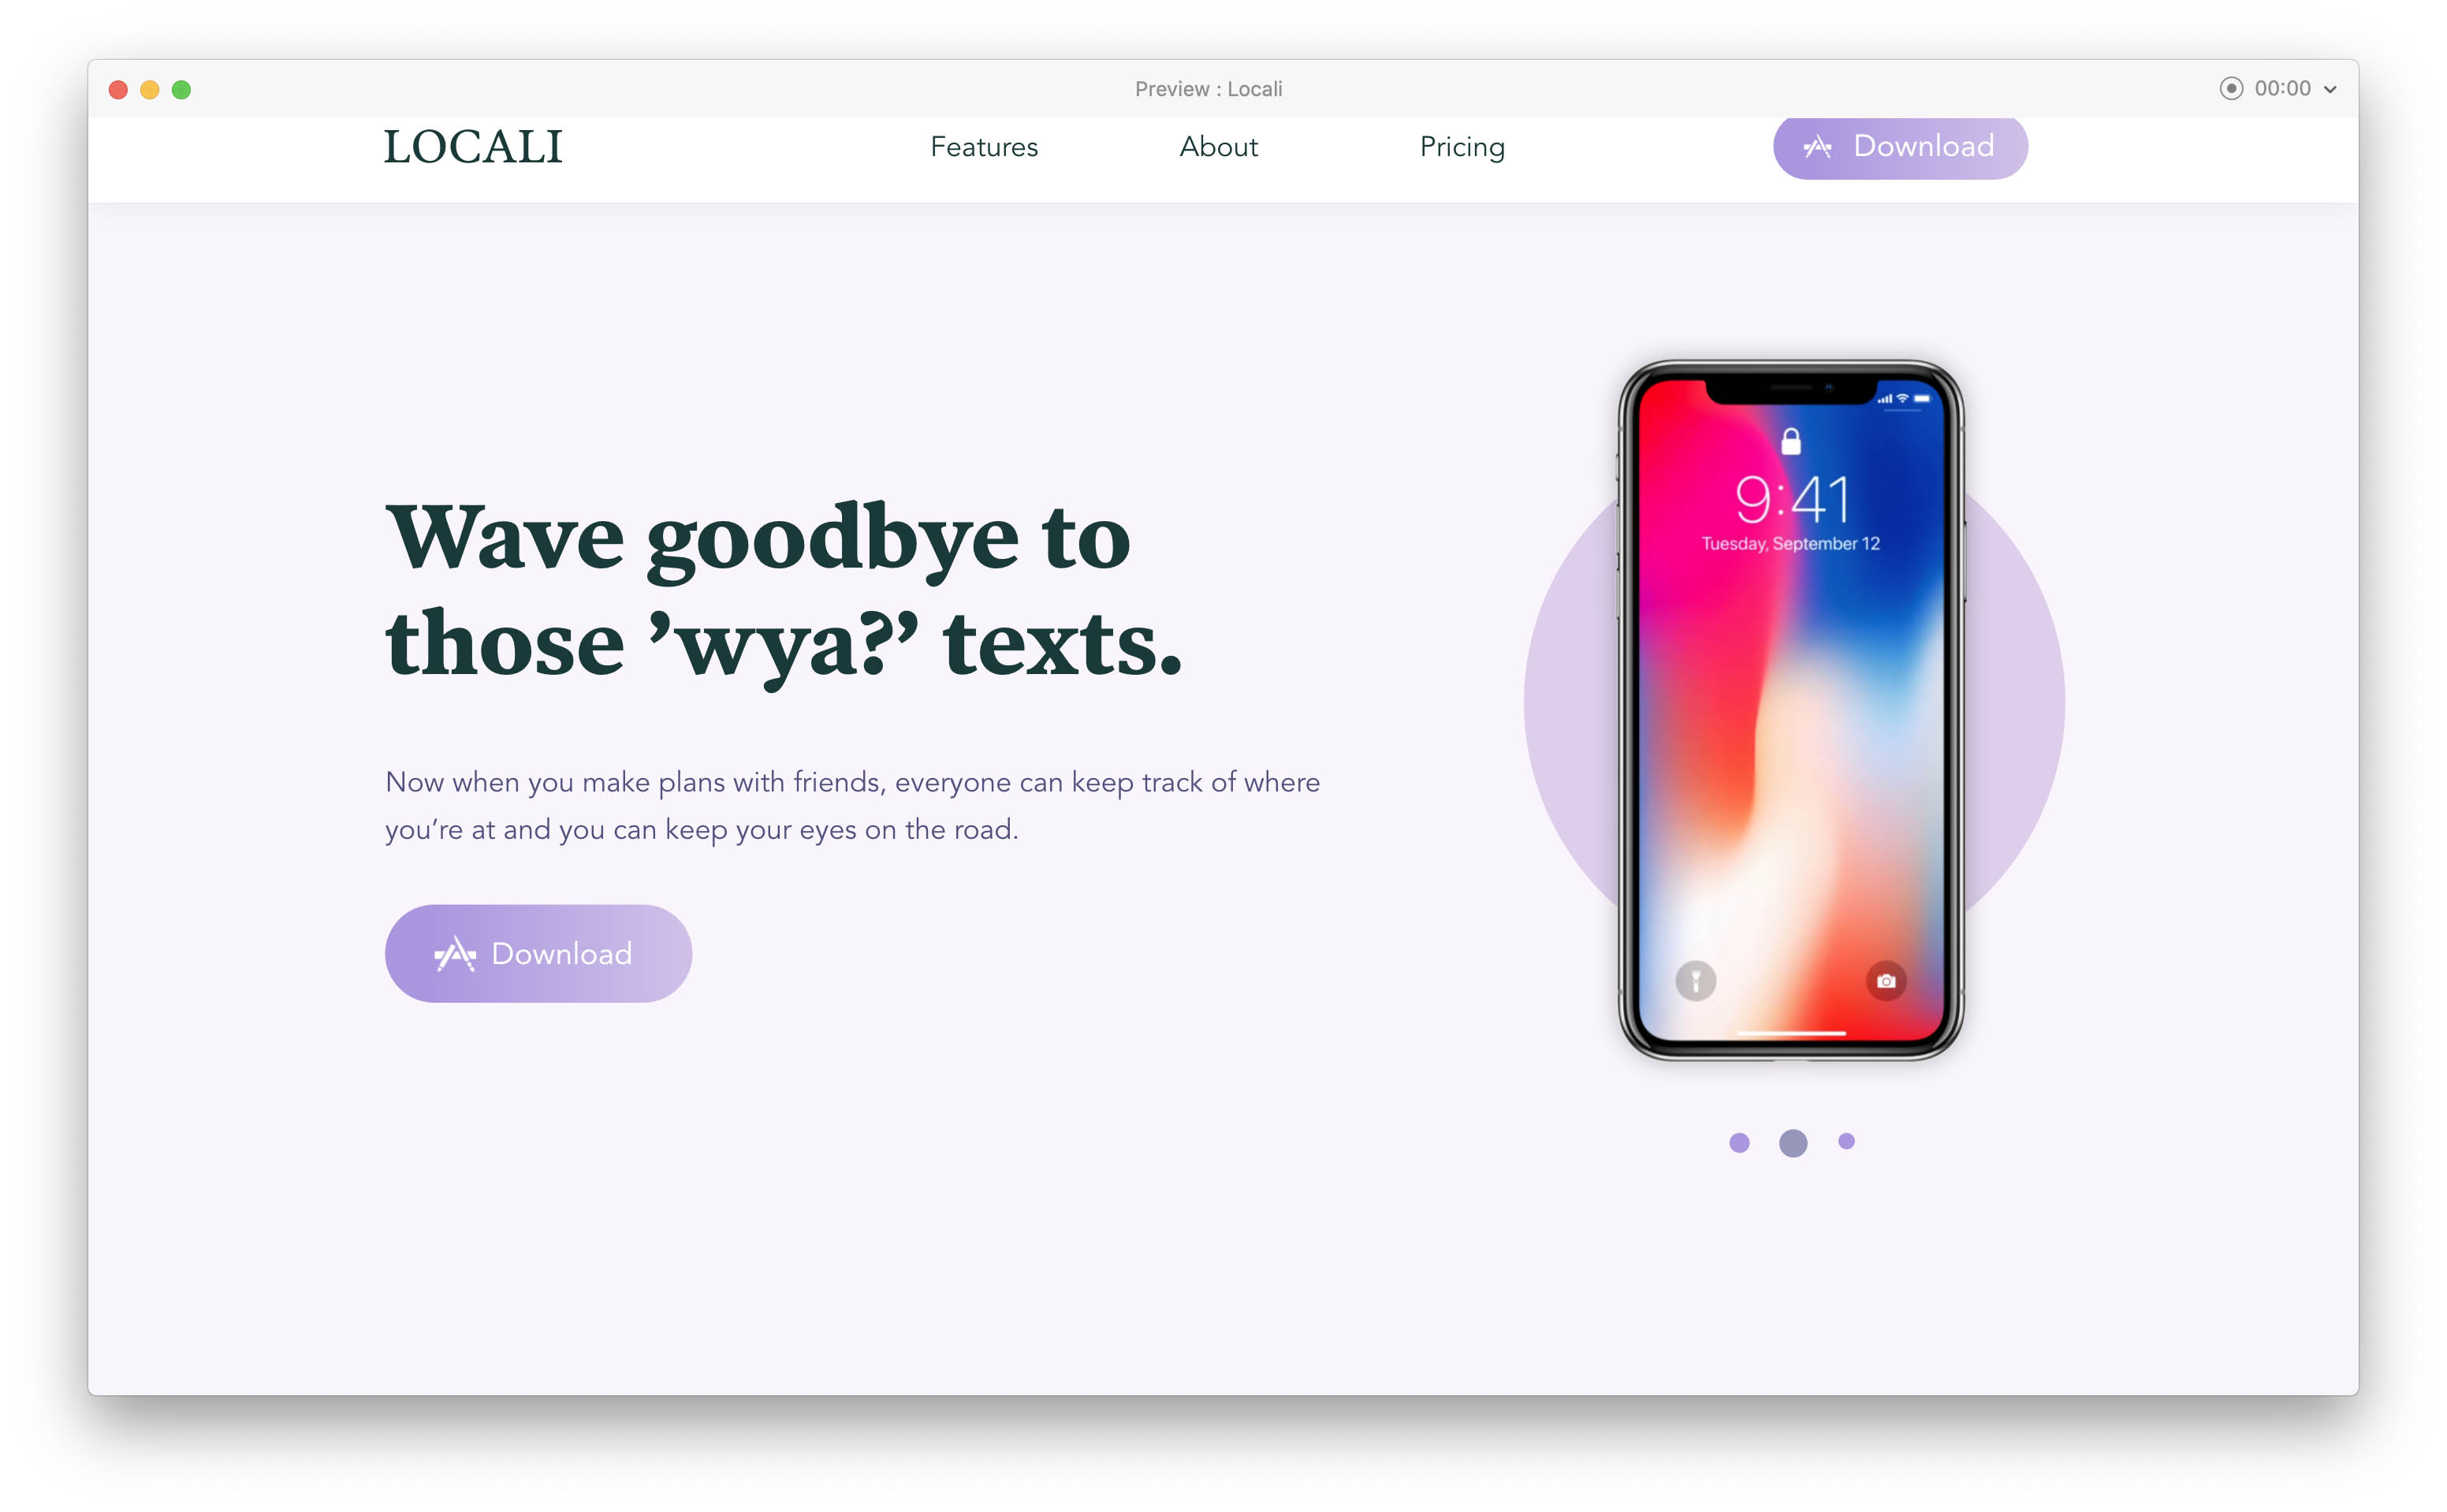 Preview : Locali
00:00
LOCALI
Features
About
Pricing
Download
9:41
Tuesday, September 12
Wave goodbye to
those ’wya?’ texts.
Now when you make plans with friends, everyone can keep track of where
you’re at and you can keep your eyes on the road.
Download